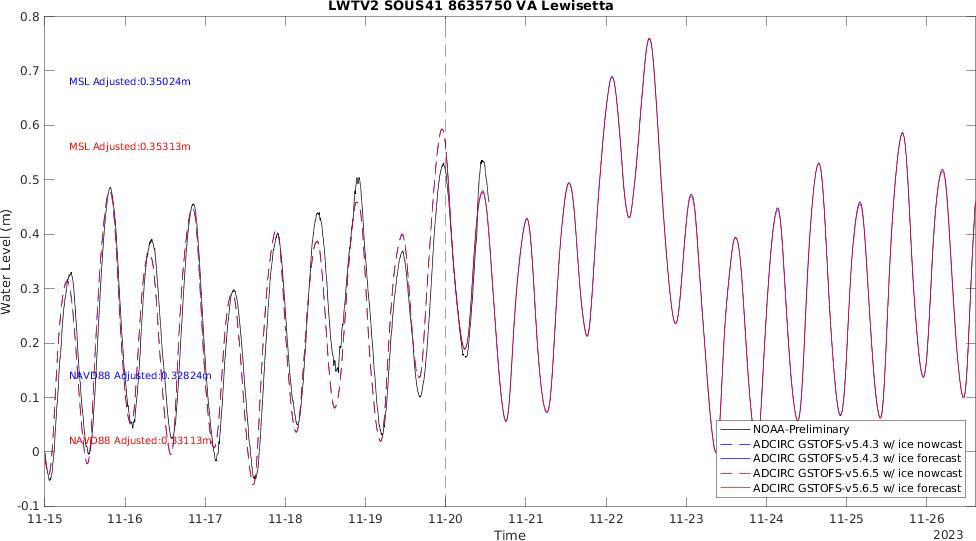 LWTV2 SOUS41 8635750 VA Lewisetta
0.8
0.7
0.6
0.5
0.4
0.3
0.2
0.1
0
-0.1
Water Level (m)
MSL Adjusted:0.35024m
MSL Adjusted:0.35313m
NAVD88 Adjusted:0.32824m
NAVD88 Adjusted:0.33113m
NOAA-Preliminary
ADCIRC GSTOFS-v5.4.3 w/ ice nowcast
ADCIRC GSTOFS-v5.4.3 w/ ice forecast
ADCIRC GSTOFS-v5.6.5 w/ ice nowcast
ADCIRC GSTOFS-v5.6.5 w/ ice forecast
11-15 11-16 11-17 11-18 11-19 11-20 11-21 11-22 11-23 11-24 11-25 11-26
Time
2023